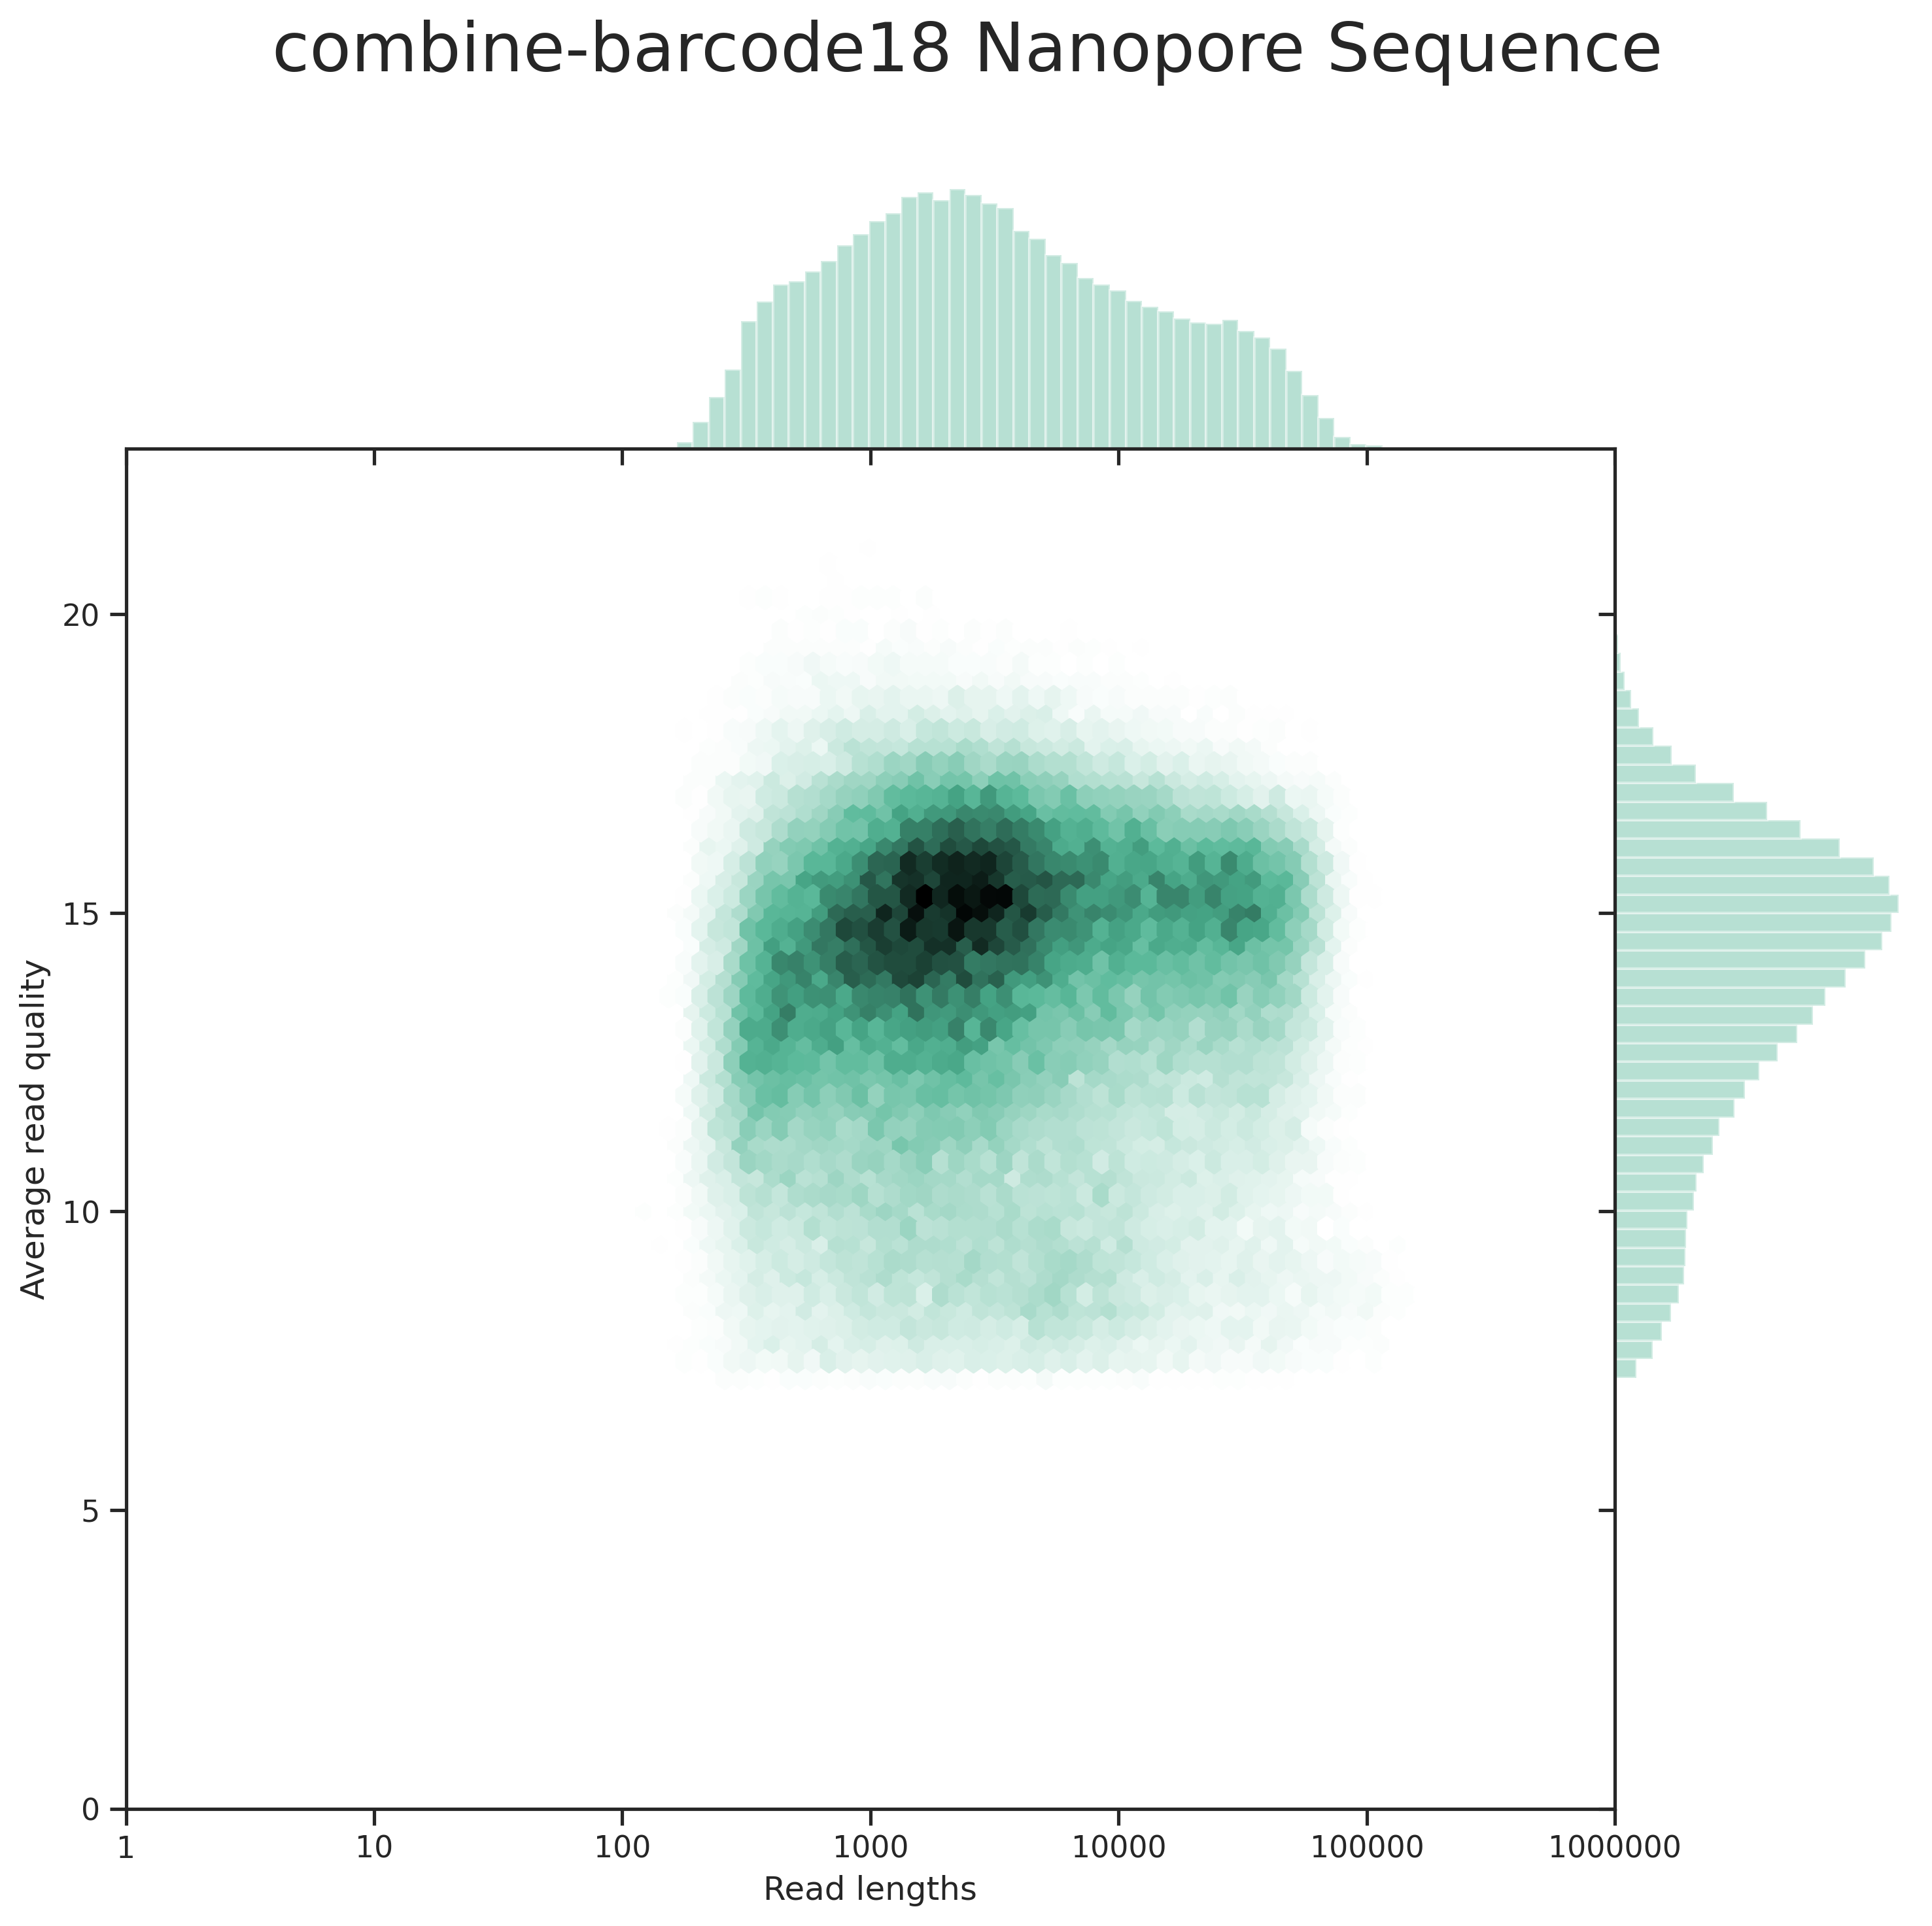 combine-barcode18 Nanopore Sequence
20
15
10
5
0
Average read quality
1 10 100 1000 10000 100000 1000000
Read lengths